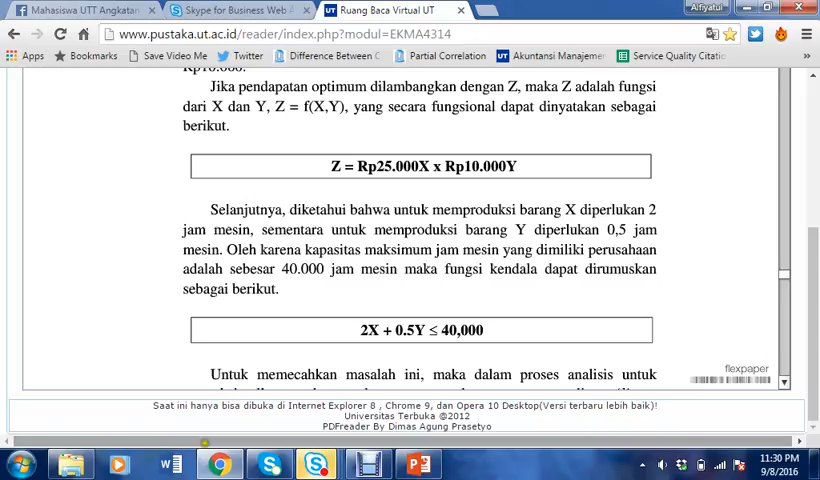 Mahasiswa UTT Angkatan
Skype for Business Web A
UT Ruang Baca Virtual UT
Alfiyatul
www.pustaka.ut.ac.id/reader/index.php?modul=EKMA4314
Apps
Bookmarks
Save Video Me
Twitter
Difference Between C
Partial Correlation
UT Akuntansi Manajemen
Service Quality Citatio
Rp10.000.
Jika pendapatan optimum dilambangkan dengan Z, maka Z adalah fungsi
dari X dan Y, Z = f(X,Y), yang secara fungsional dapat dinyatakan sebagai
berikut.
Z = Rp25.000X x Rp10.000Y
Selanjutnya, diketahui bahwa untuk memproduksi barang X diperlukan 2
jam mesin, sementara untuk memproduksi barang Y diperlukan 0,5 jam
mesin. Oleh karena kapasitas maksimum jam mesin yang dimiliki perusahaan
adalah sebesar 40.000 jam mesin maka fungsi kendala dapat dirumuskan
sebagai berikut.
2X + 0.5Y ≤ 40,000
Untuk memecahkan masalah ini, maka dalam proses analisis untuk
flexpaper
Saat ini hanya bisa dibuka di Internet Explorer 8 , Chrome 9, dan Opera 10 Desktop(Versi terbaru lebih baik)!
Universitas Terbuka @2012
PDFreader By Dimas Agung Prasetyo
11:30 PM
9/8/2016